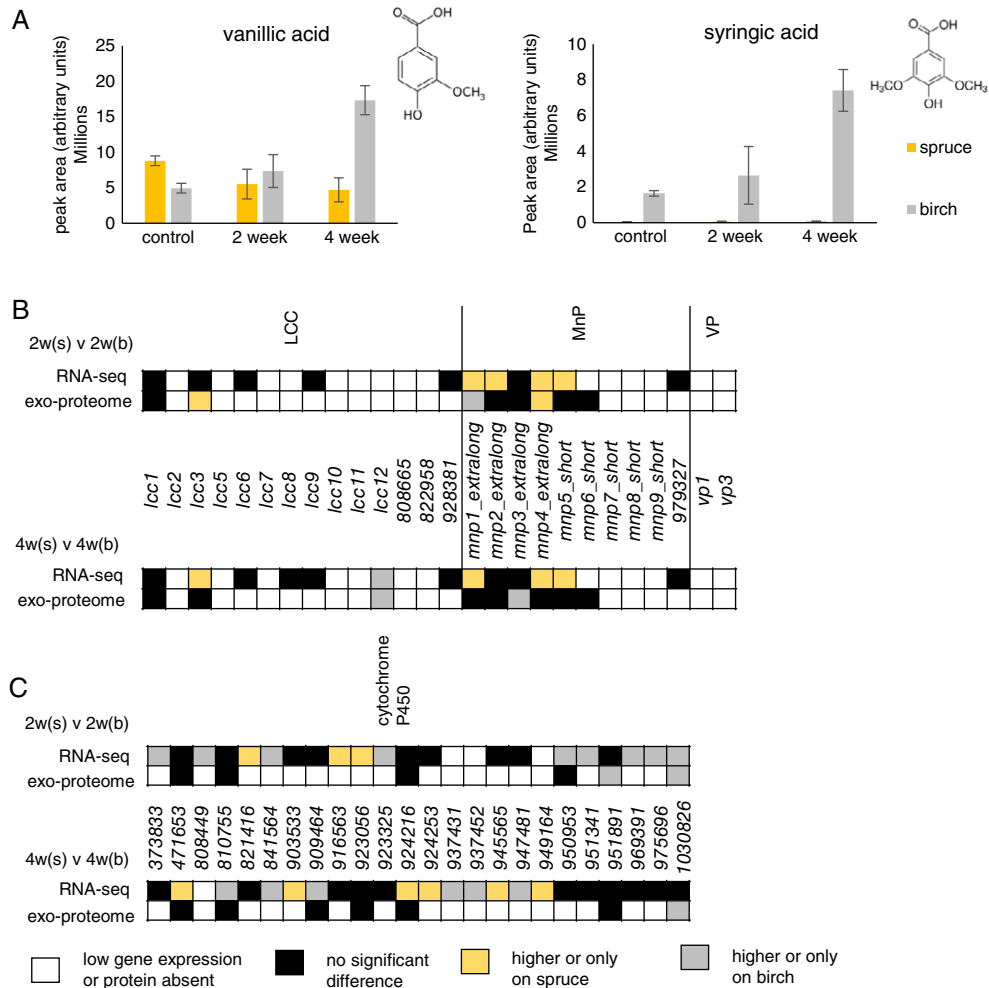 A
vanillic acid
peak area (arbitrary units)
Millions
25
20
15
10
5
0
control
2 week
4 week
O
OH
OCH3
HO
syringic acid
Peak area (arbitrary units)
Millions
10
8
6
4
2
0
control
2 week
4 week
O
OH
H3CO
OCH3
OH
spruce
birch
B
LCC
MnP
VP
2w(s) v 2w(b)
RNA-seq
exo-proteome
lcc1
lcc2
lcc3
lcc5
lcc6
lcc7
lcc8
lcc9
lcc10
lcc11
lcc12
808665
822958
928381
mnp1_extralong
mnp2_extralong
mnp3_extralong
mnp4_extralong
mnp5_short
mnp6_short
mnp7_short
mnp8_short
mnp9_short
979327
vp1
vp3
4w(s) v 4w(b)
RNA-seq
exo-proteome
C
cytochrome
P450
2w(s) v 2w(b)
RNA-seq
exo-proteome
373833
471653
808449
810755
821416
841564
903533
909464
916563
923056
923325
924216
924253
937431
937452
945565
947481
949164
950953
951341
951891
969391
975696
1030826
4w(s) v 4w(b)
RNA-seq
exo-proteome
low gene expression
or protein absent
no significant
difference
higher or only
on spruce
higher or only
on birch